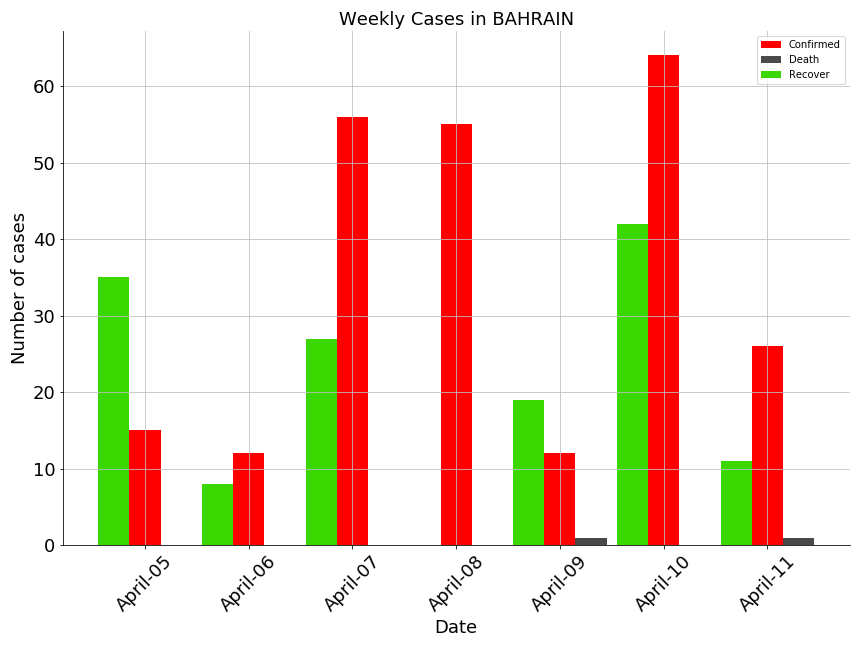 Weekly Cases in BAHRAIN
Confirmed
Death
Recover
Number of cases
60
50
40
30
20
10
0
April-05
April-06
April-07
April-08
April-09
April-10
April-11
Date